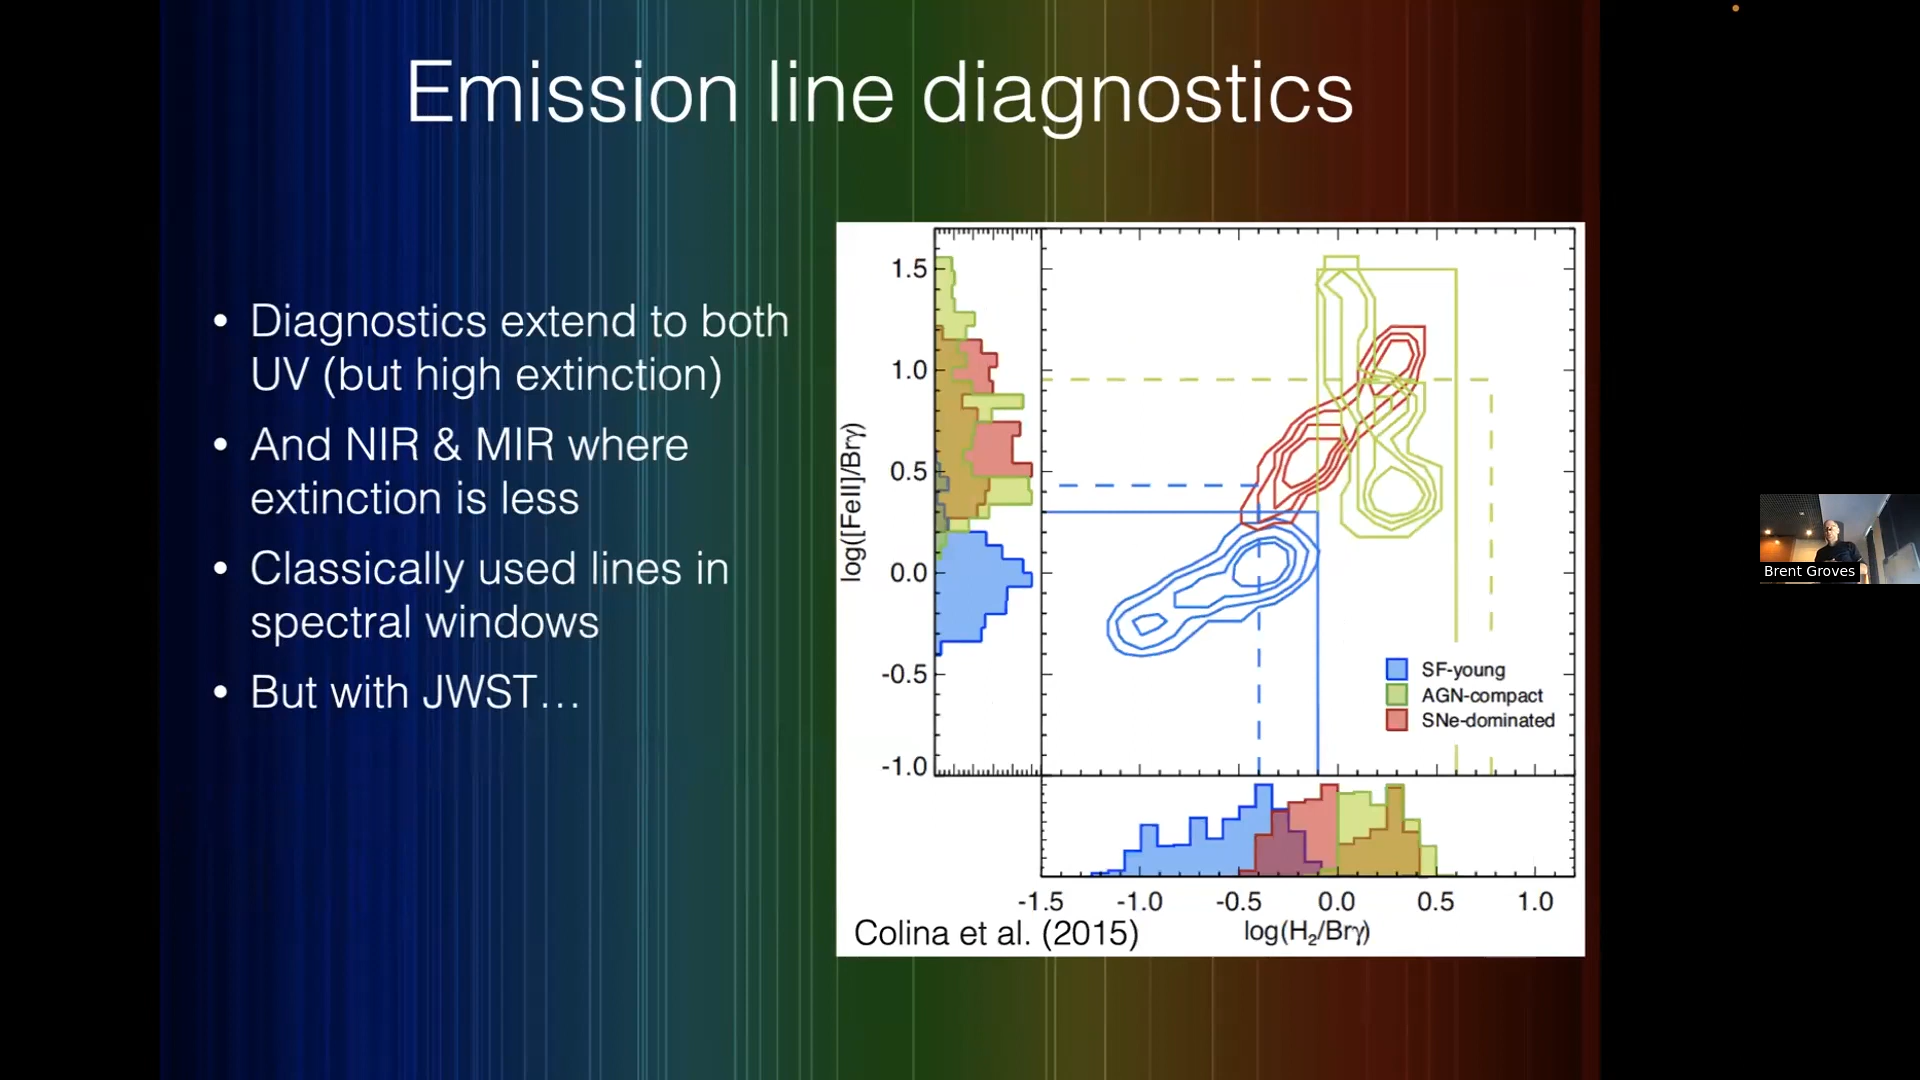 Emission line diagnostics
• Diagnostics extend to both
UV (but high extinction)
• And NIR & MIR where
extinction is less
• Classically used lines in
spectral windows
• But with JWST…
1.5
1.0
0.5
0.0
-0.5
-1.0
log([FeII]/Brγ)
SF-young
AGN-compact
SNe-dominated
-1.5 -1.0 -0.5 0.0 0.5 1.0
log(H₂/Brγ)
Colina et al. (2015)
Brent Groves